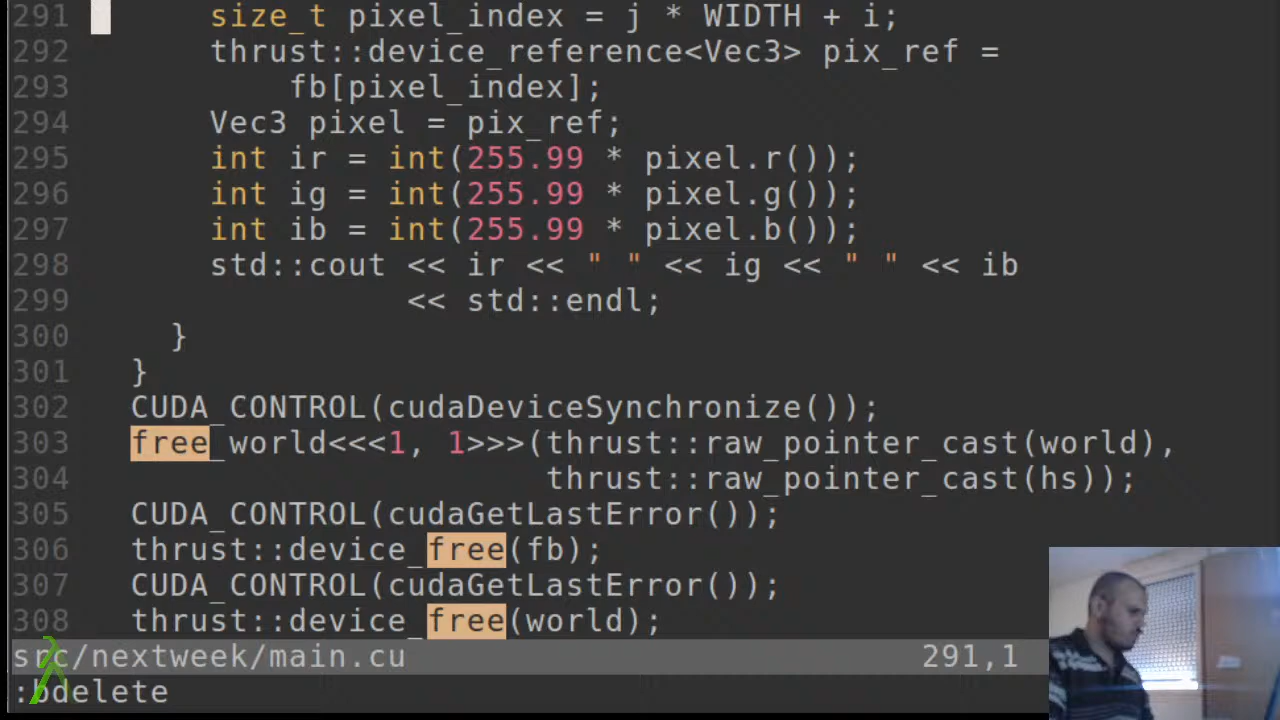 291       size_t pixel_index = j * WIDTH + i;
292       thrust::device_reference<Vec3> pix_ref =
293           fb[pixel_index];
294       Vec3 pixel = pix_ref;
295       int ir = int(255.99 * pixel.r());
296       int ig = int(255.99 * pixel.g());
297       int ib = int(255.99 * pixel.b());
298       std::cout << ir << " " << ig << " " << ib
299                 << std::endl;
300     }
301   }
302   CUDA_CONTROL(cudaDeviceSynchronize());
303   free_world<<<1, 1>>>(thrust::raw_pointer_cast(world),
304                        thrust::raw_pointer_cast(hs));
305   CUDA_CONTROL(cudaGetLastError());
306   thrust::device_free(fb);
307   CUDA_CONTROL(cudaGetLastError());
308   thrust::device_free(world);
src/nextweek/main.cu 291,1
:bdelete